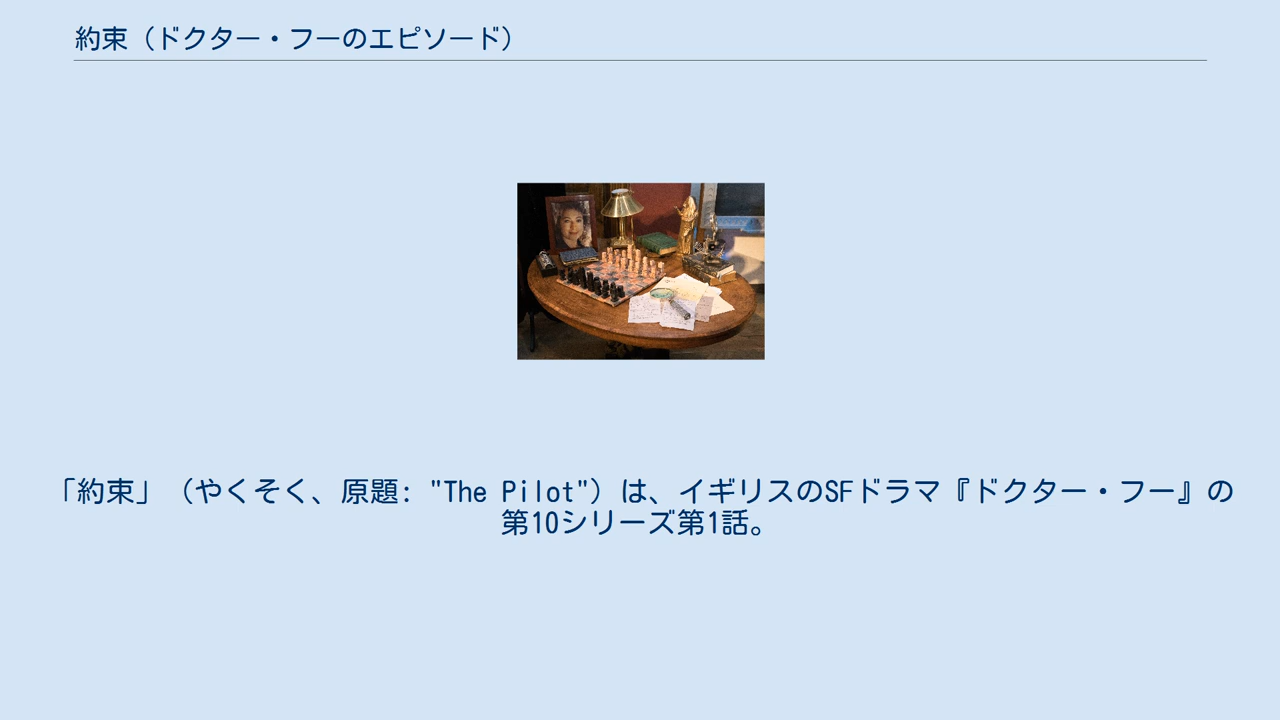 約束（ドクター・フーのエピソード）
「約束」（やくそく、原題: "The Pilot"）は、イギリスのSFドラマ『ドクター・フー』の
第10シリーズ第1話。